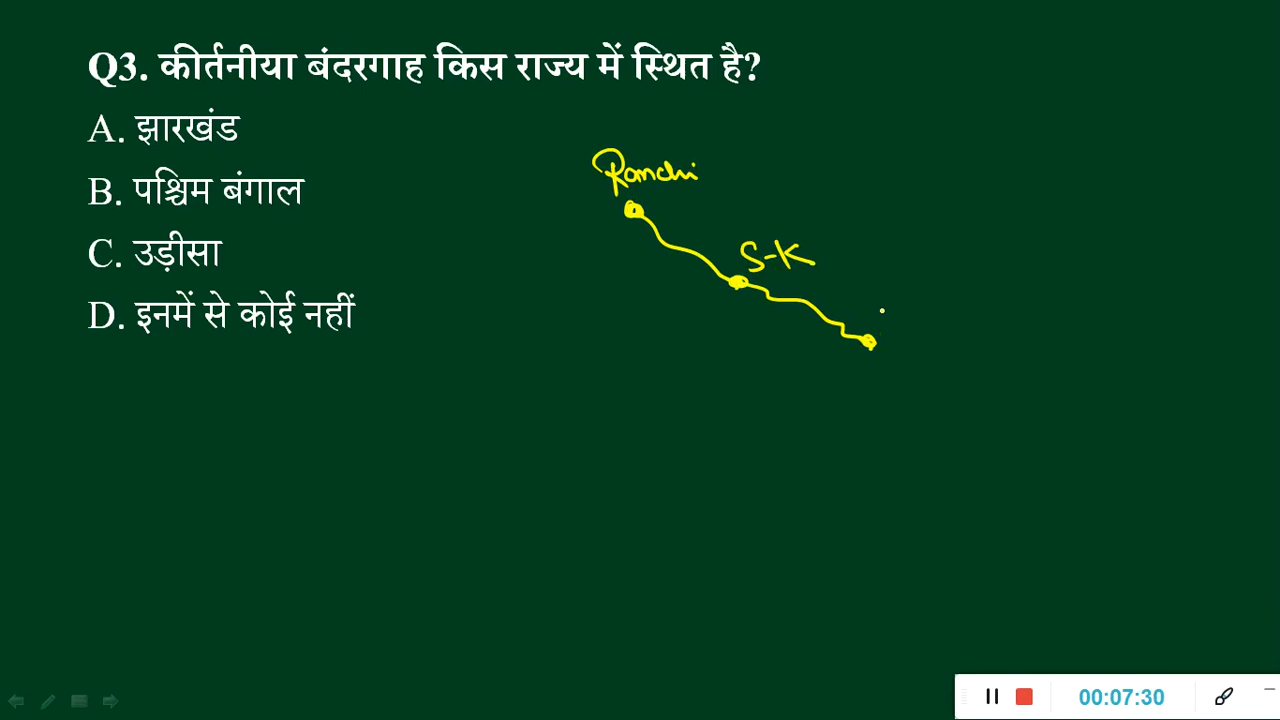 Q3. कीर्तनीया बंदरगाह किस राज्य में स्थित है?
A. झारखंड
B. पश्चिम बंगाल
C. उड़ीसा
D. इनमें से कोई नहीं
Ranchi
S-K
00:07:30